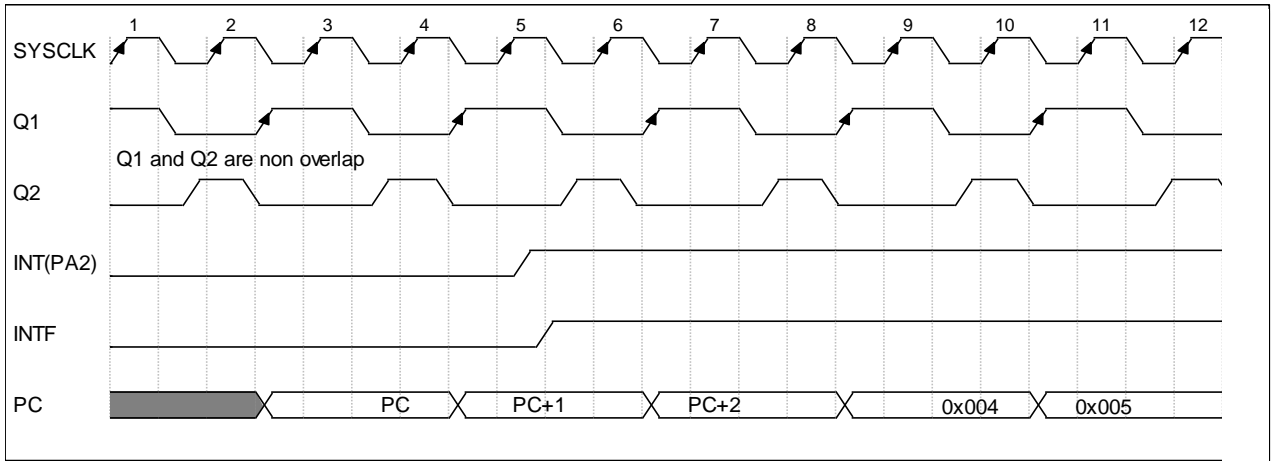 1 2 3 4 5 6 7 8 9 10 11 12
SYSCLK
Q1
Q1 and Q2 are non overlap
Q2
INT(PA2)
INTF
PC PC PC+1 PC+2 0x004 0x005